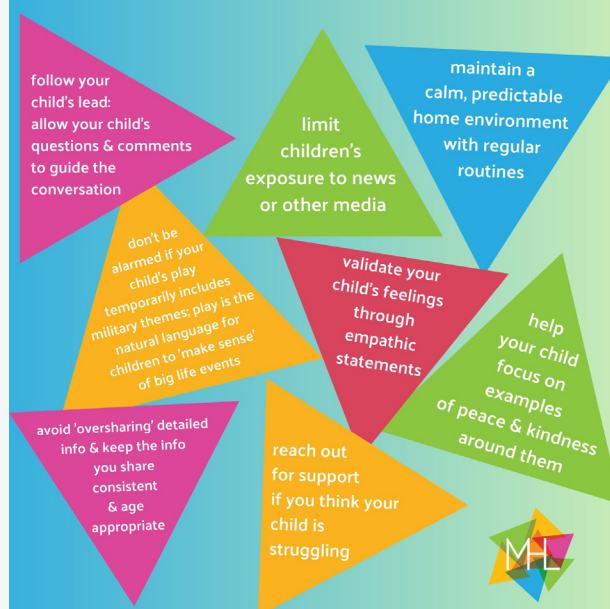 follow your
child's lead:
allow your child's
questions & comments
to guide the
conversation
limit
children's
exposure to news
or other media
maintain a
calm, predictable
home environment
with regular
routines
don't be
alarmed if your
child's play
temporarily includes
military themes; play is the
natural language for
children to 'make sense'
of big life events
validate your
child's feelings
through
empathic
statements
help
your child
focus on
examples
of peace & kindness
around them
avoid 'oversharing' detailed
info & keep the info
you share
consistent
& age
appropriate
reach out
for support
if you think your
child is
struggling
MHL